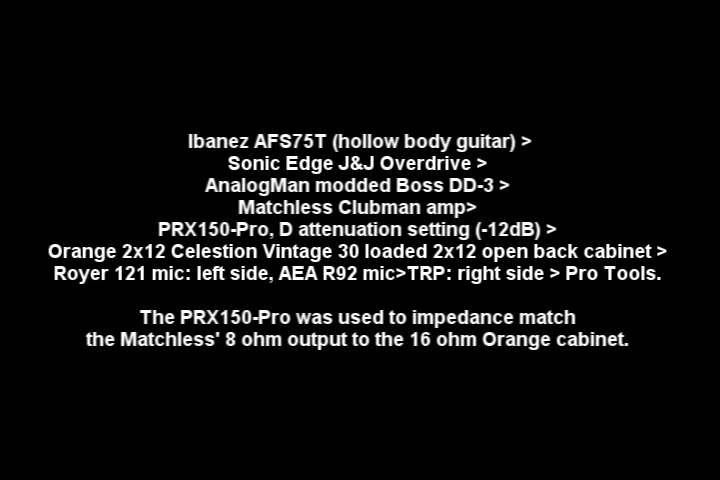 Ibanez AFS75T (hollow body guitar) >
Sonic Edge J&J Overdrive >
AnalogMan modded Boss DD-3 >
Matchless Clubman amp>
PRX150-Pro, D attenuation setting (-12dB) >
Orange 2x12 Celestion Vintage 30 loaded 2x12 open back cabinet >
Royer 121 mic: left side, AEA R92 mic>TRP: right side > Pro Tools.
The PRX150-Pro was used to impedance match
the Matchless' 8 ohm output to the 16 ohm Orange cabinet.